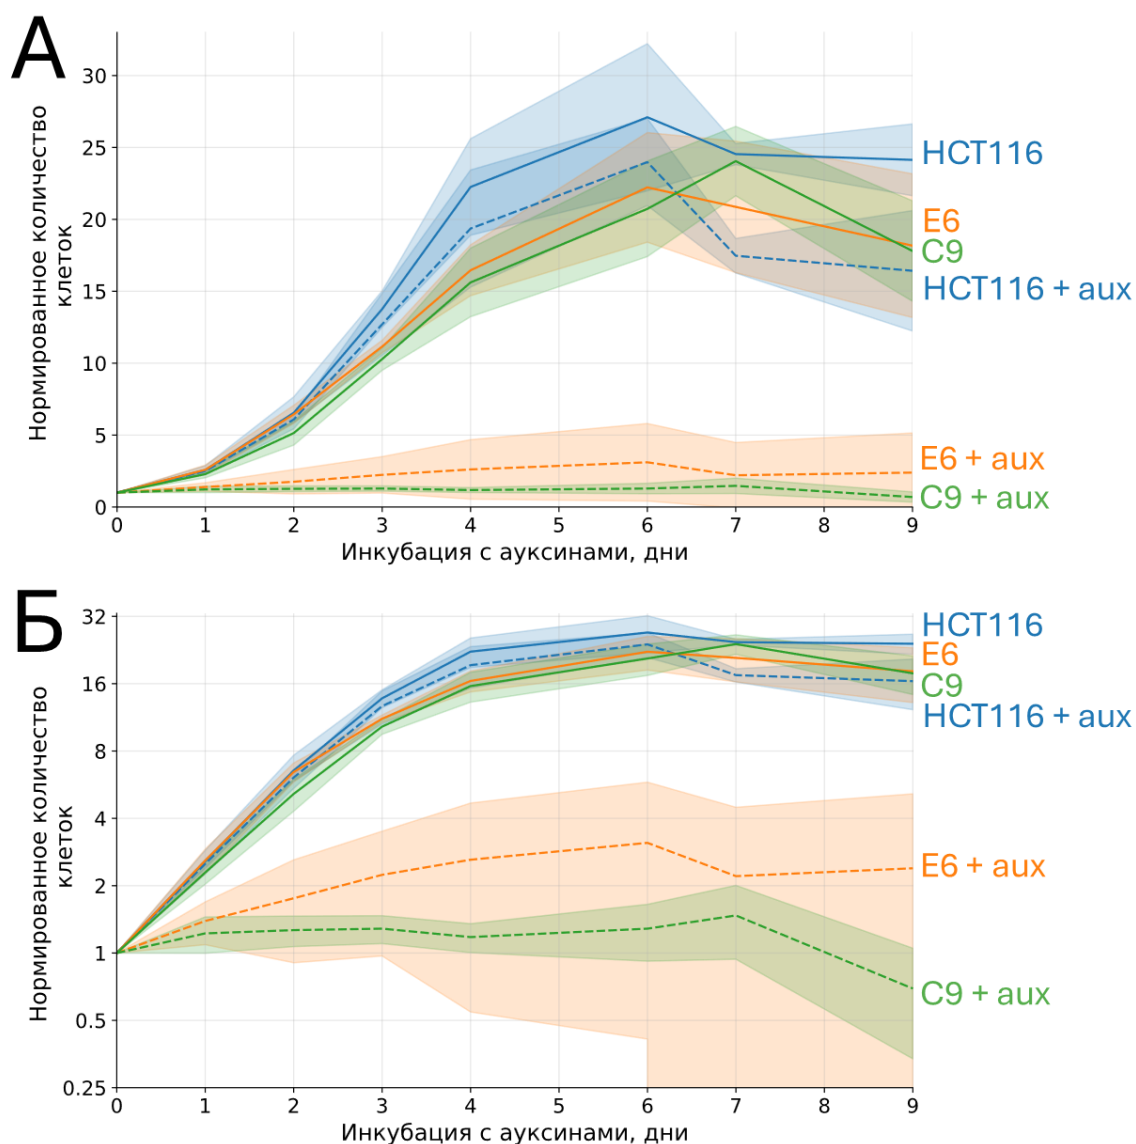 А
Нормированное количество
клеток
30
25
20
15
10
5
0
0 1 2 3 4 5 6 7 8 9
Инкубация с ауксинами, дни
HCT116
E6
C9
HCT116 + aux
E6 + aux
C9 + aux
Б
Нормированное количество
клеток
32
16
8
4
2
1
0.5
0.25
0 1 2 3 4 5 6 7 8 9
Инкубация с ауксинами, дни
HCT116
E6
C9
HCT116 + aux
E6 + aux
C9 + aux